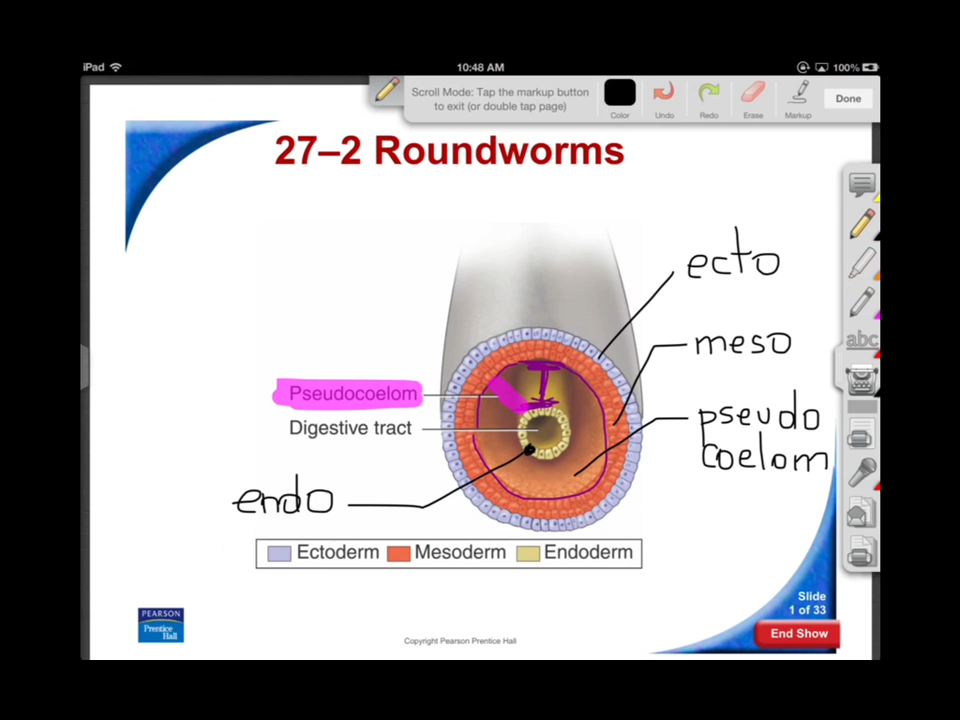 iPad
10:48 AM
100%
Scroll Mode: Tap the markup button
to exit (or double tap page)
Color
Undo
Redo
Erase
Markup
Done
27–2 Roundworms
ecto
meso
Pseudocoelom
Digestive tract
pseudo
coelom
endo
abc
Ectoderm
Mesoderm
Endoderm
PEARSON
Prentice
Hall
Copyright Pearson Prentice Hall
Slide
1 of 33
End Show